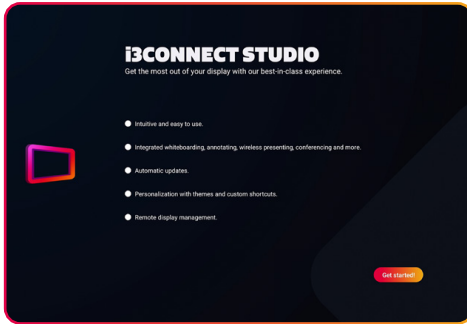 i3CONNECT STUDIO
Get the most out of your display with our best-in-class experience.
Intuitive and easy to use.
Integrated whiteboarding, annotating, wireless presenting, conferencing and more.
Automatic updates.
Personalization with themes and custom shortcuts.
Remote display management.
Get started!